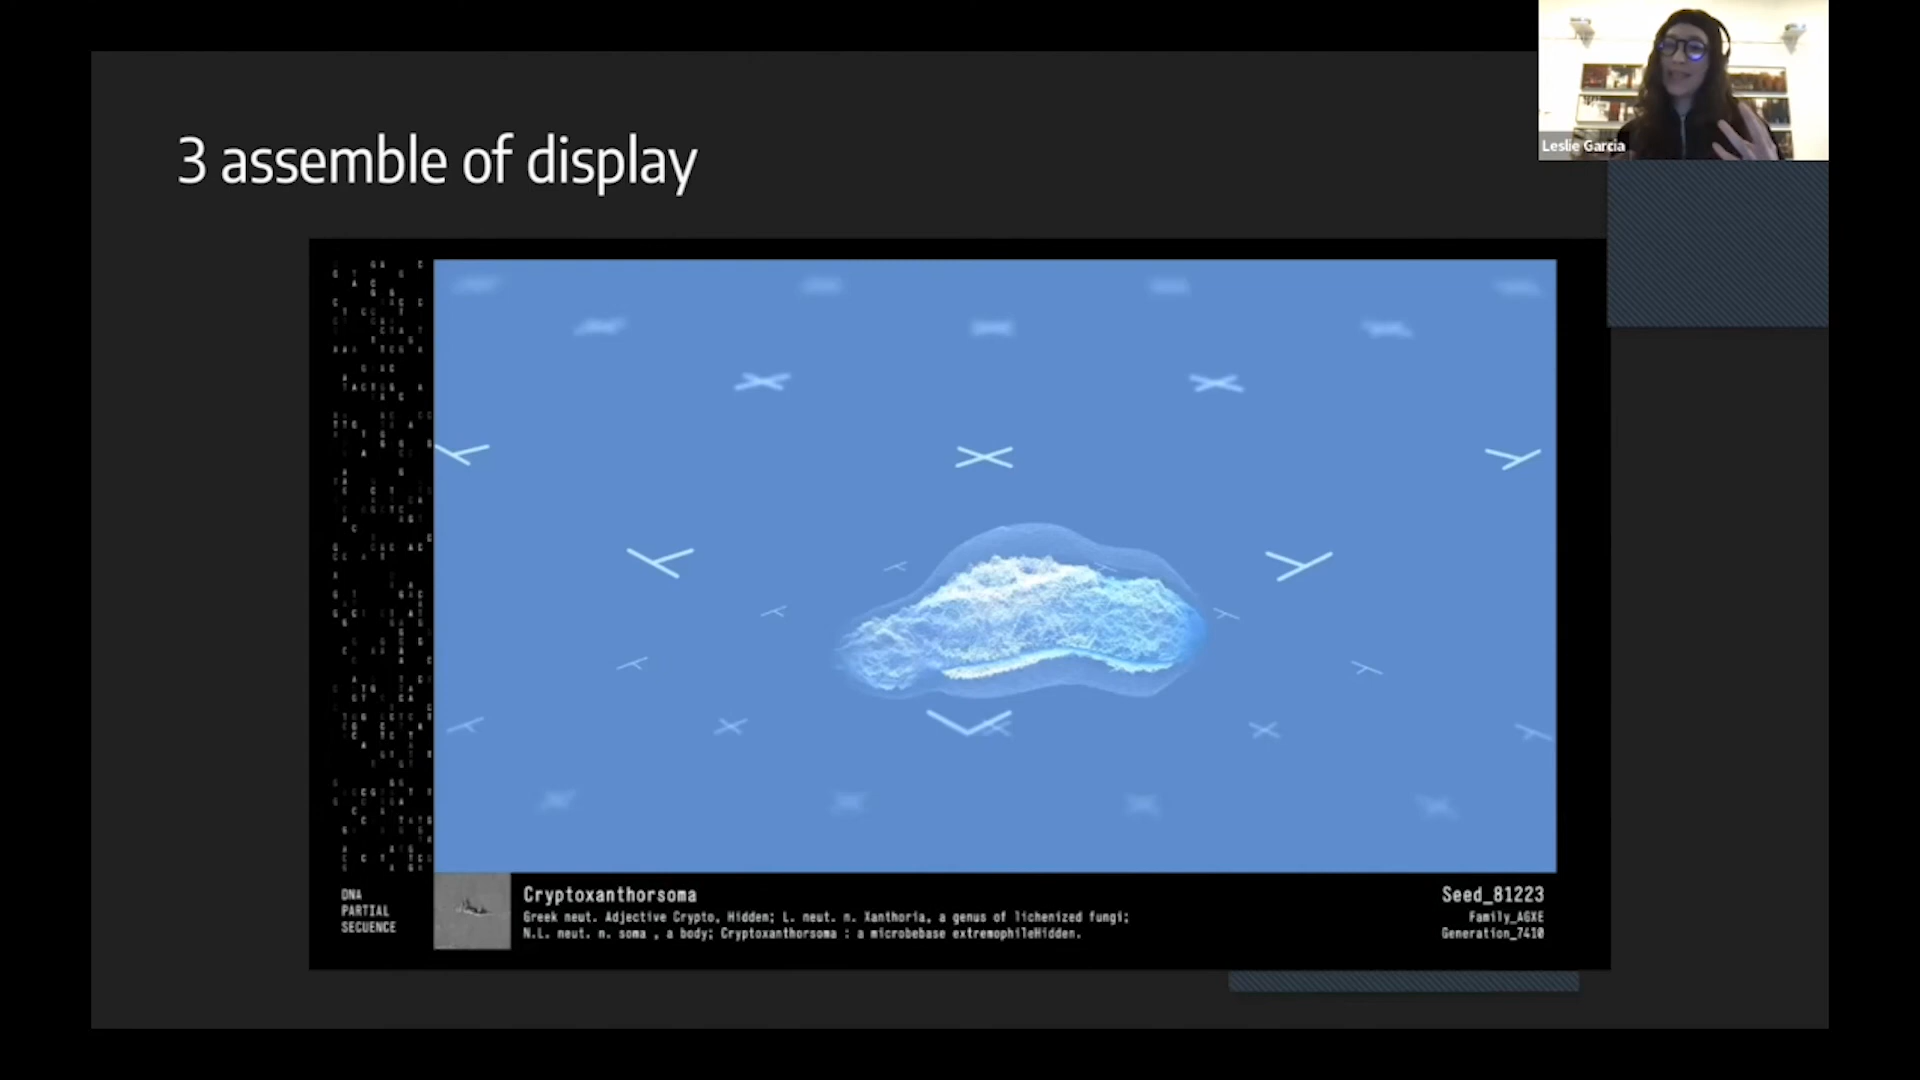 Leslie Garcia
3 assemble of display
DNA
PARTIAL
SECUENCE
Cryptoxanthorsoma
Greek neut. Adjective Crypto, Hidden; L. neut. n. Xanthoria, a genus of lichenized fungi;
N.L. neut. n. soma , a body; Cryptoxanthorsoma : a microbebase extremophileHidden.
Seed_81223
Family_AGXE
Generation_7410